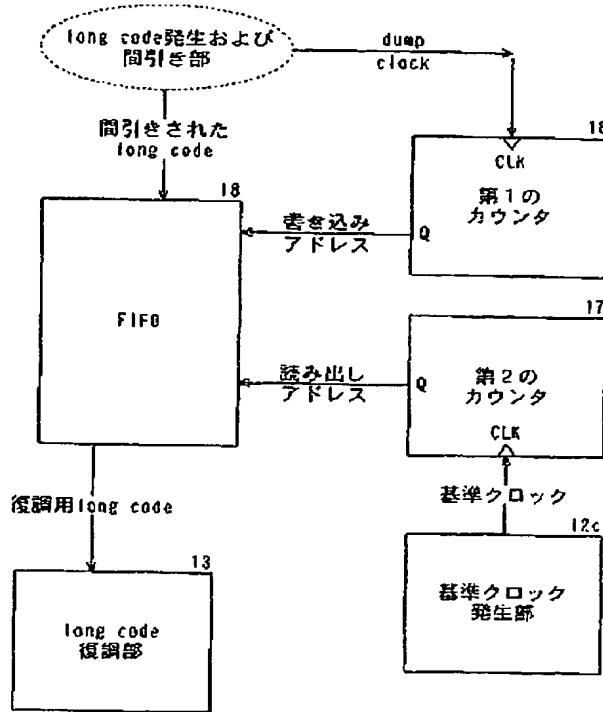 long code発生および
間引き部
dump
clock
間引きされた
long code
18
FIFO
書き込み
アドレス
16
CLK
第1の
カウンタ
Q
読み出し
アドレス
17
第2の
カウンタ
Q
CLK
基準クロック
12c
基準クロック
発生部
復調用long code
13
long code
復調部